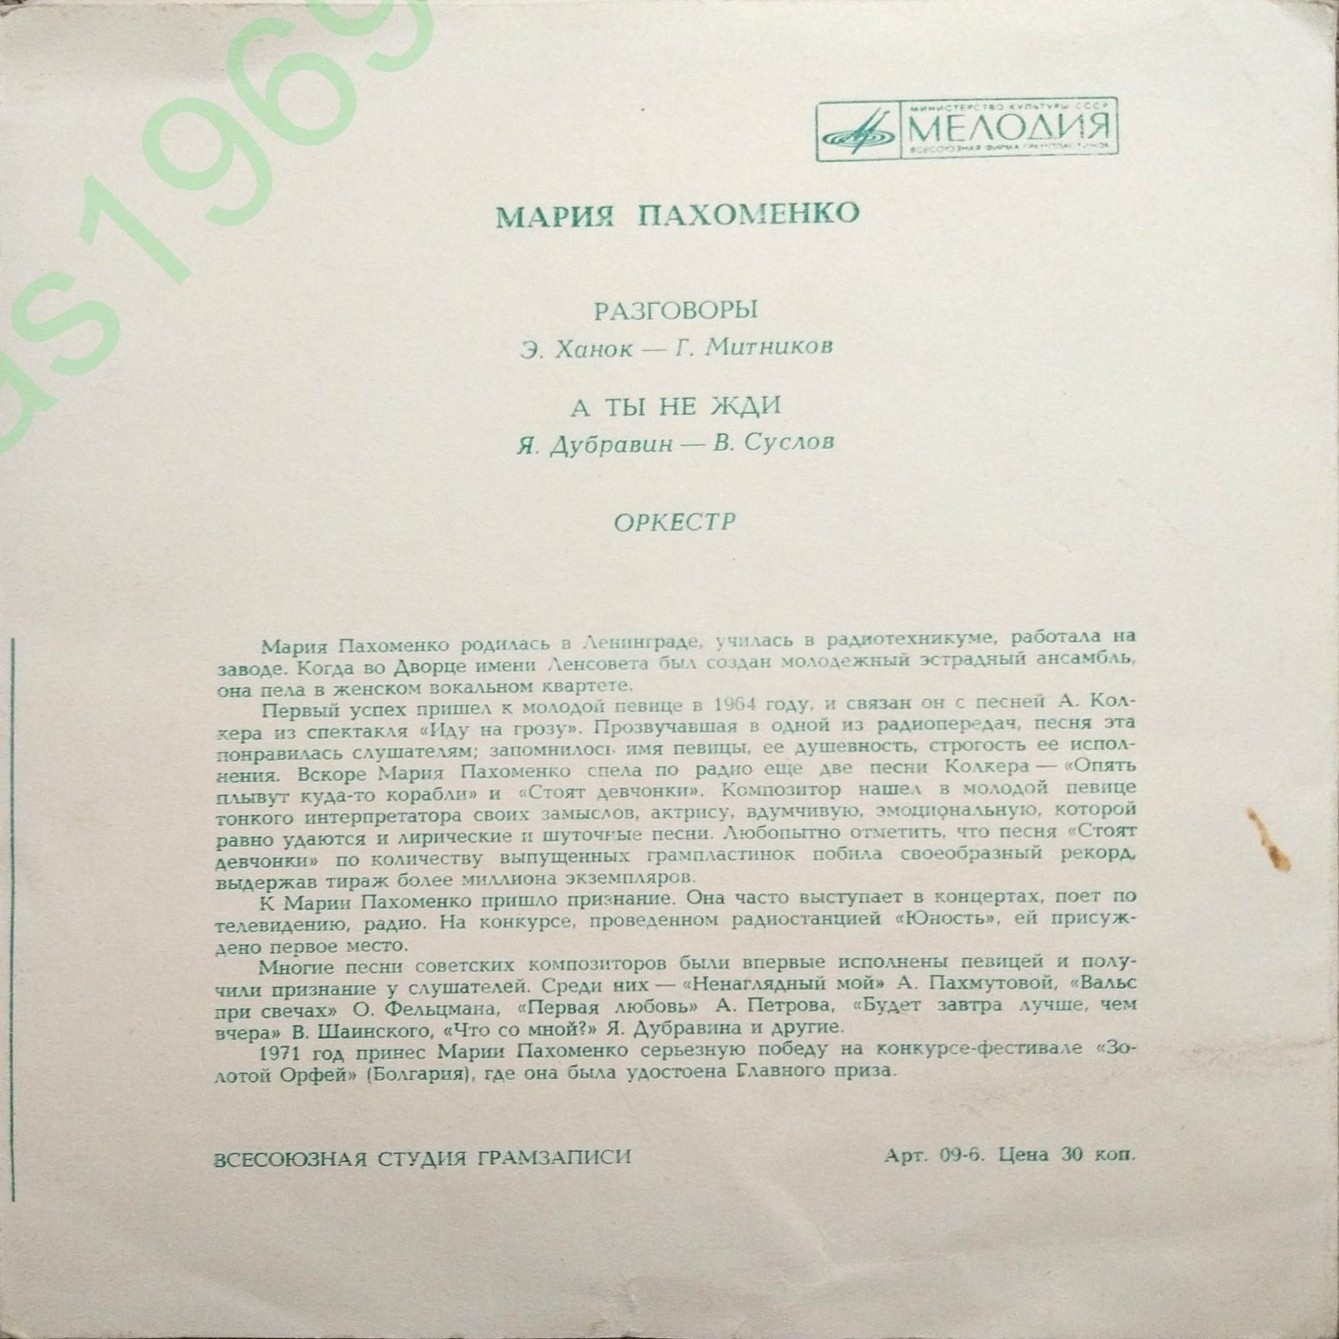 as1969
МИНИСТЕРСТВО КУЛЬТУРЫ СССР
МЕЛОДИЯ
ВСЕСОЮЗНАЯ ФИРМА ГРАМПЛАСТИНОК
МАРИЯ ПАХОМЕНКО
РАЗГОВОРЫ
Э. Ханок — Г. Митников
А ТЫ НЕ ЖДИ
Я. Дубравин — В. Суслов
ОРКЕСТР
Мария Пахоменко родилась в Ленинграде, училась в радиотехникуме, работала на
заводе. Когда во Дворце имени Ленсовета был создан молодежный эстрадный ансамбль,
она пела в женском вокальном квартете.
Первый успех пришел к молодой певице в 1964 году, и связан он с песней А. Кол-
кера из спектакля «Иду на грозу». Прозвучавшая в одной из радиопередач, песня эта
понравилась слушателям; запомнилось имя певицы, ее душевность, строгость ее испол-
нения. Вскоре Мария Пахоменко спела по радио еще две песни Колкера — «Опять
плывут куда-то корабли» и «Стоят девчонки». Композитор нашел в молодой певице
тонкого интерпретатора своих замыслов, актрису, вдумчивую, эмоциональную, которой
равно удаются и лирические и шуточные песни. Любопытно отметить, что песня «Стоят
девчонки» по количеству выпущенных грампластинок побила своеобразный рекорд,
выдержав тираж более миллиона экземпляров.
К Марии Пахоменко пришло признание. Она часто выступает в концертах, поет по
телевидению, радио. На конкурсе, проведенном радиостанцией «Юность», ей присуж-
дено первое место.
Многие песни советских композиторов были впервые исполнены певицей и полу-
чили признание у слушателей. Среди них — «Ненаглядный мой» А. Пахмутовой, «Вальс
при свечах» О. Фельцмана, «Первая любовь» А. Петрова, «Будет завтра лучше, чем
вчера» В. Шаинского, «Что со мной?» Я. Дубравина и другие.
1971 год принес Марии Пахоменко серьезную победу на конкурсе-фестивале «Зо-
лотой Орфей» (Болгария), где она была удостоена Главного приза.
ВСЕСОЮЗНАЯ СТУДИЯ ГРАМЗАПИСИ
Арт. 09-6. Цена 30 коп.